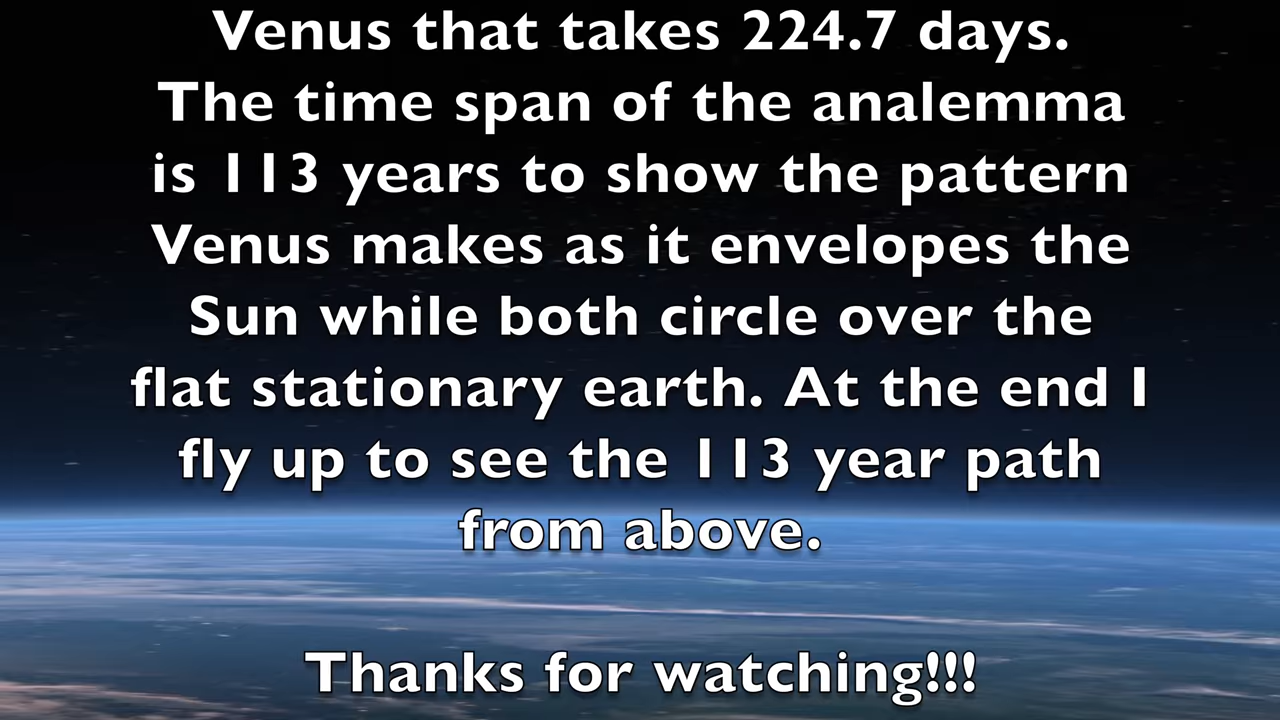 Venus that takes 224.7 days.
The time span of the analemma
is 113 years to show the pattern
Venus makes as it envelopes the
Sun while both circle over the
flat stationary earth. At the end I
fly up to see the 113 year path
from above.
Thanks for watching!!!